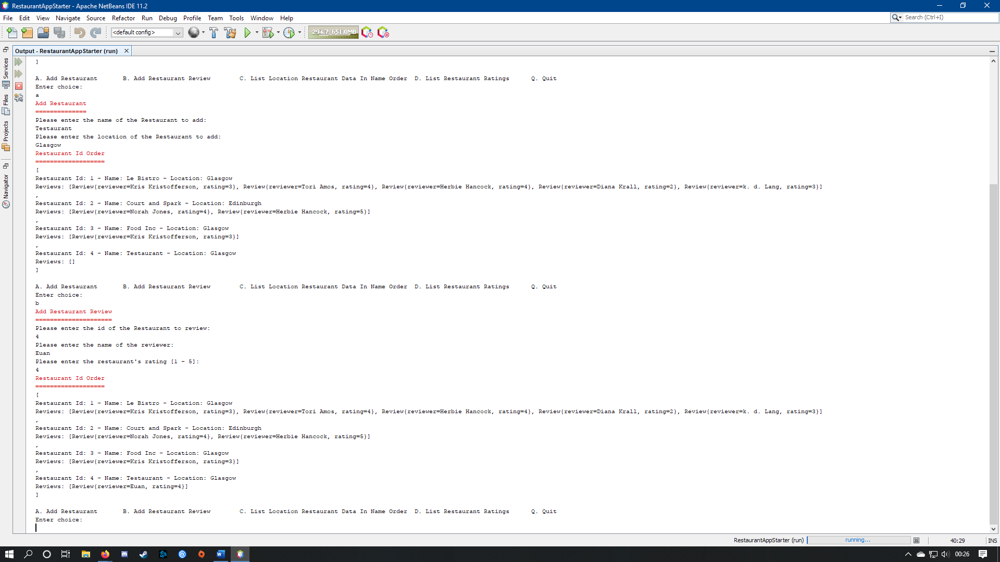 RestaurantAppStarter - Apache NetBeans IDE 11.2
File Edit View Navigate Source Refactor Run Debug Profile Team Tools Window Help
Search (Ctrl+I)
<default config>
294.7/651.0MB
Output - RestaurantAppStarter (run)
Services
Files
Projects
Navigator
]
A. Add Restaurant B. Add Restaurant Review C. List Location Restaurant Data In Name Order D. List Restaurant Ratings Q. Quit
Enter choice:
a
Add Restaurant
==============
Please enter the name of the Restaurant to add:
Testaurant
Please enter the location of the Restaurant to add:
Glasgow
Restaurant Id Order
===================
[
Restaurant Id: 1 - Name: Le Bistro - Location: Glasgow
Reviews: [Review{reviewer=Kris Kristofferson, rating=3}, Review{reviewer=Tori Amos, rating=4}, Review{reviewer=Herbie Hancock, rating=4}, Review{reviewer=Diana Krall, rating=2}, Review{reviewer=k. d. Lang, rating=3}]
,
Restaurant Id: 2 - Name: Court and Spark - Location: Edinburgh
Reviews: [Review{reviewer=Norah Jones, rating=4}, Review{reviewer=Herbie Hancock, rating=5}]
,
Restaurant Id: 3 - Name: Food Inc - Location: Glasgow
Reviews: [Review{reviewer=Kris Kristofferson, rating=3}]
,
Restaurant Id: 4 - Name: Testaurant - Location: Glasgow
Reviews: []
]
A. Add Restaurant B. Add Restaurant Review C. List Location Restaurant Data In Name Order D. List Restaurant Ratings Q. Quit
Enter choice:
b
Add Restaurant Review
=====================
Please enter the id of the Restaurant to review:
4
Please enter the name of the reviewer:
Euan
Please enter the restaurant's rating [1 - 5]:
4
Restaurant Id Order
===================
[
Restaurant Id: 1 - Name: Le Bistro - Location: Glasgow
Reviews: [Review{reviewer=Kris Kristofferson, rating=3}, Review{reviewer=Tori Amos, rating=4}, Review{reviewer=Herbie Hancock, rating=4}, Review{reviewer=Diana Krall, rating=2}, Review{reviewer=k. d. Lang, rating=3}]
,
Restaurant Id: 2 - Name: Court and Spark - Location: Edinburgh
Reviews: [Review{reviewer=Norah Jones, rating=4}, Review{reviewer=Herbie Hancock, rating=5}]
,
Restaurant Id: 3 - Name: Food Inc - Location: Glasgow
Reviews: [Review{reviewer=Kris Kristofferson, rating=3}]
,
Restaurant Id: 4 - Name: Testaurant - Location: Glasgow
Reviews: [Review{reviewer=Euan, rating=4}]
]
A. Add Restaurant B. Add Restaurant Review C. List Location Restaurant Data In Name Order D. List Restaurant Ratings Q. Quit
Enter choice:
RestaurantAppStarter (run) running... 40:29 INS
00:26